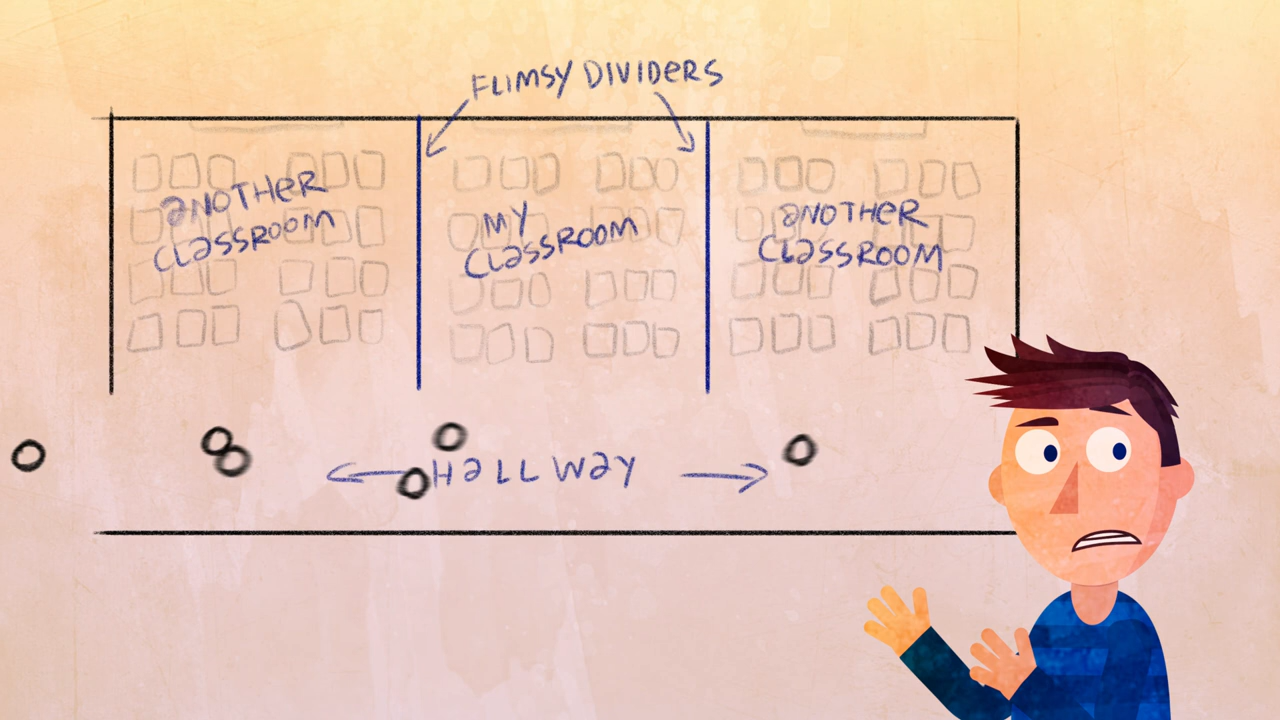 FLIMSY DIVIDERS
aNOTHeR
CLaSSROOM
MY
CLaSSROOM
aNOTHeR
CLaSSROOM
HaLLWaY